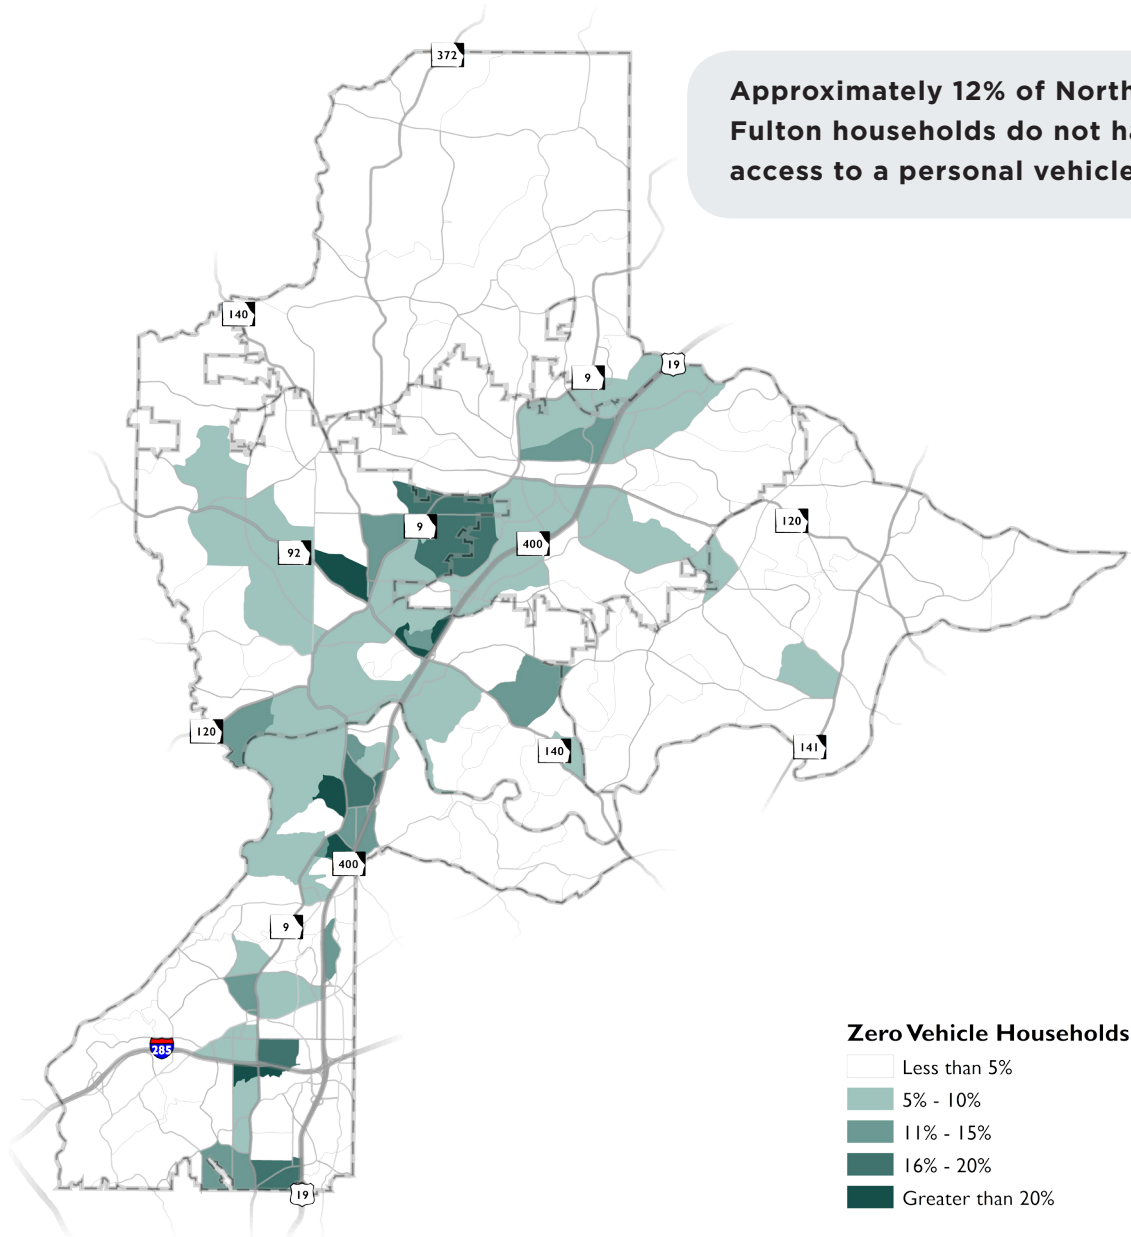 372
Approximately 12% of North
Fulton households do not ha
access to a personal vehicle
140
19
9
120
9
400
92
120
140
141
400
9
285
19
Zero Vehicle Households
Less than 5%
5% - 10%
11% - 15%
16% - 20%
Greater than 20%